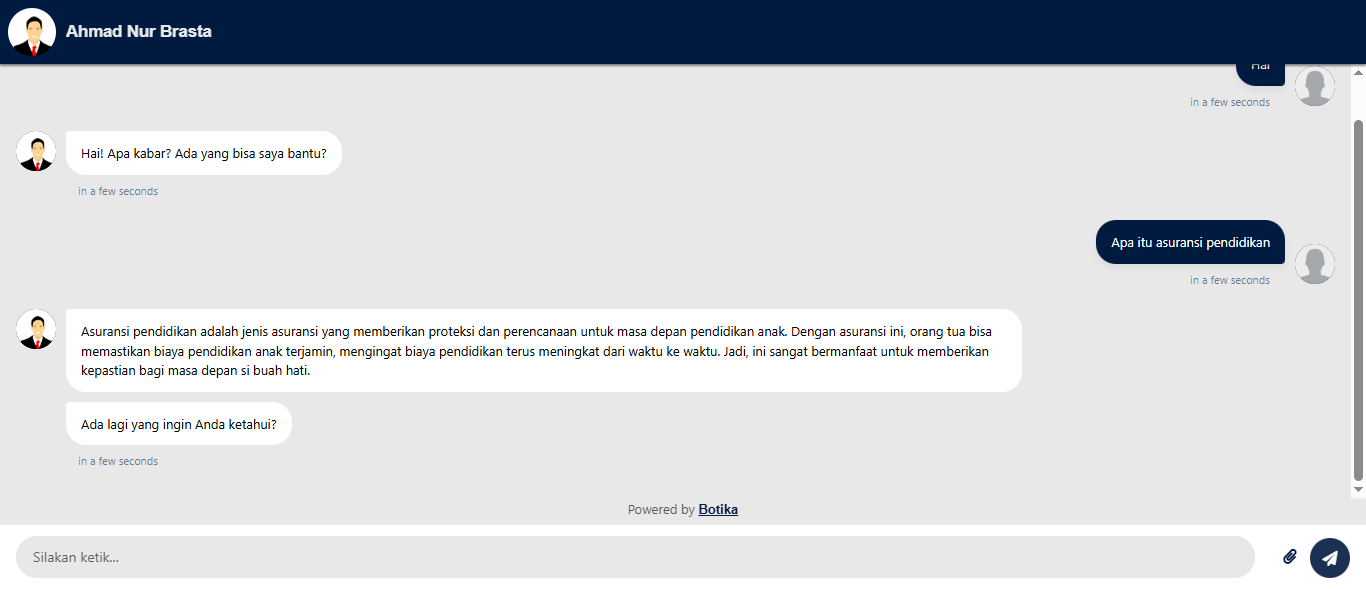 Ahmad Nur Brasta
Hai
in a few seconds
Hai! Apa kabar? Ada yang bisa saya bantu?
in a few seconds
Apa itu asuransi pendidikan
in a few seconds
Asuransi pendidikan adalah jenis asuransi yang memberikan proteksi dan perencanaan untuk masa depan pendidikan anak. Dengan asuransi ini, orang tua bisa
memastikan biaya pendidikan anak terjamin, mengingat biaya pendidikan terus meningkat dari waktu ke waktu. Jadi, ini sangat bermanfaat untuk memberikan
kepastian bagi masa depan si buah hati.
Ada lagi yang ingin Anda ketahui?
in a few seconds
Powered by Botika
Silakan ketik...